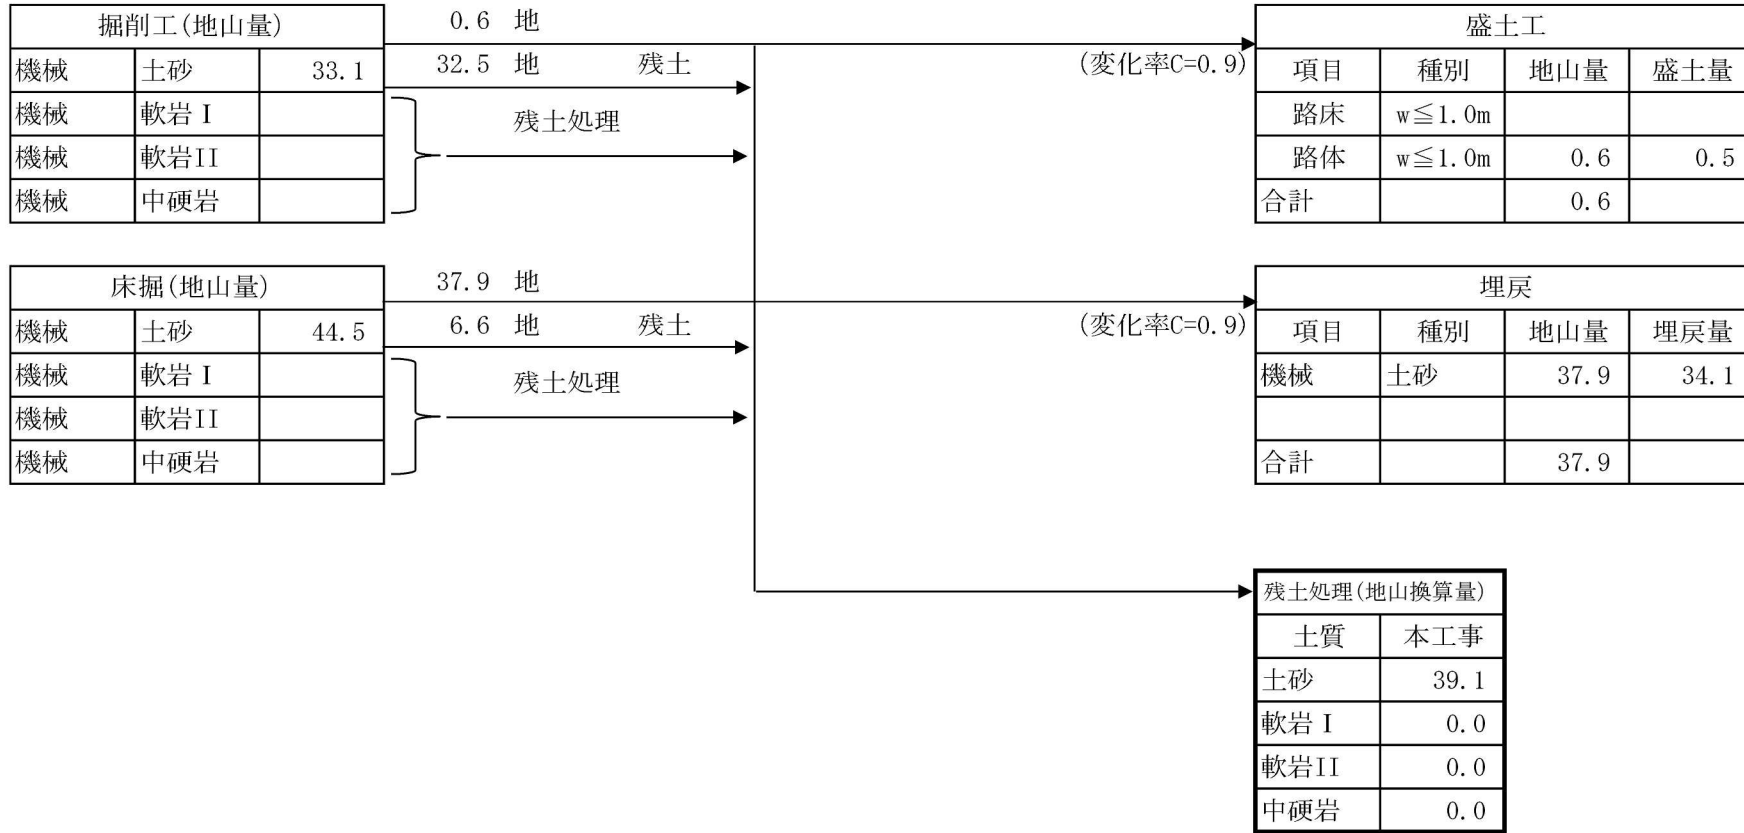 掘削工(地山量)
機械 土砂 33.1
機械 軟岩Ⅰ
機械 軟岩II
機械 中硬岩
0.6 地
32.5 地 残土
残土処理
(変化率C=0.9)
盛土工
項目 種別 地山量 盛土量
路床 w≦1.0m
路体 w≦1.0m 0.6 0.5
合計 0.6
床掘(地山量)
機械 土砂 44.5
機械 軟岩Ⅰ
機械 軟岩II
機械 中硬岩
37.9 地
6.6 地 残土
残土処理
(変化率C=0.9)
埋戻
項目 種別 地山量 埋戻量
機械 土砂 37.9 34.1
合計 37.9
残土処理(地山換算量)
土質 本工事
土砂 39.1
軟岩Ⅰ 0.0
軟岩II 0.0
中硬岩 0.0